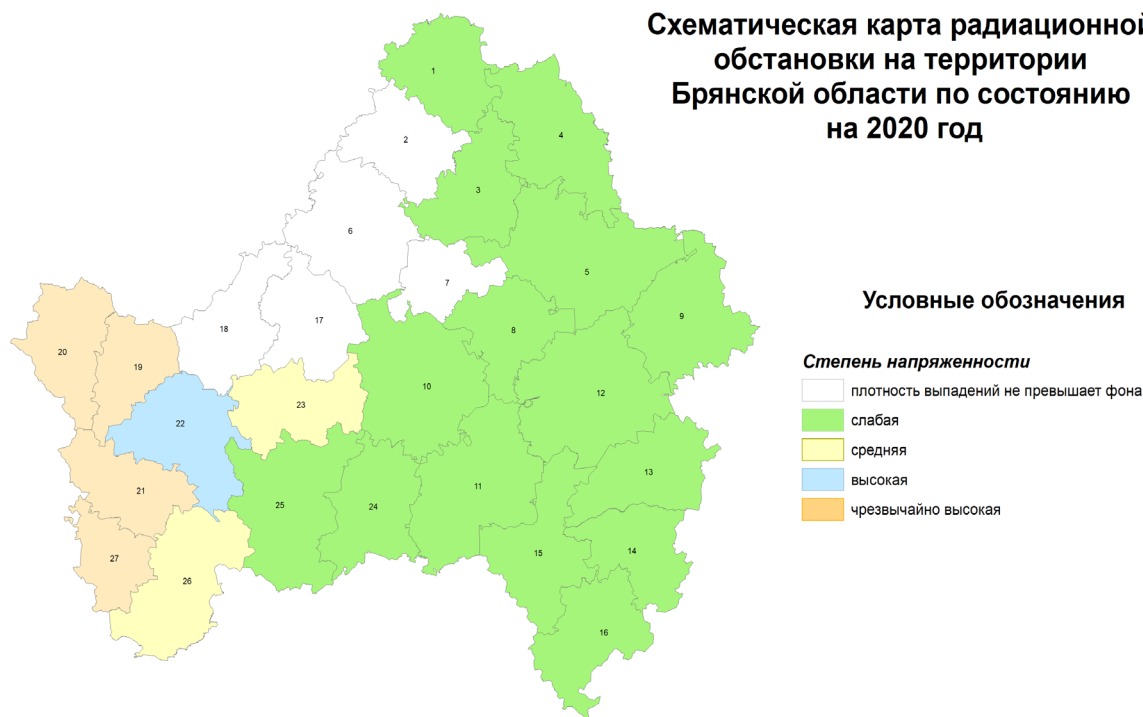 Схематическая карта радиационной
обстановки на территории
Брянской области по состоянию
на 2020 год
1
2
4
3
6
5
7
9
18
17
8
20
19
10
12
23
22
13
21
11
25
24
15
14
27
26
16
Условные обозначения
Степень напряженности
плотность выпадений не превышает фона
слабая
средняя
высокая
чрезвычайно высокая